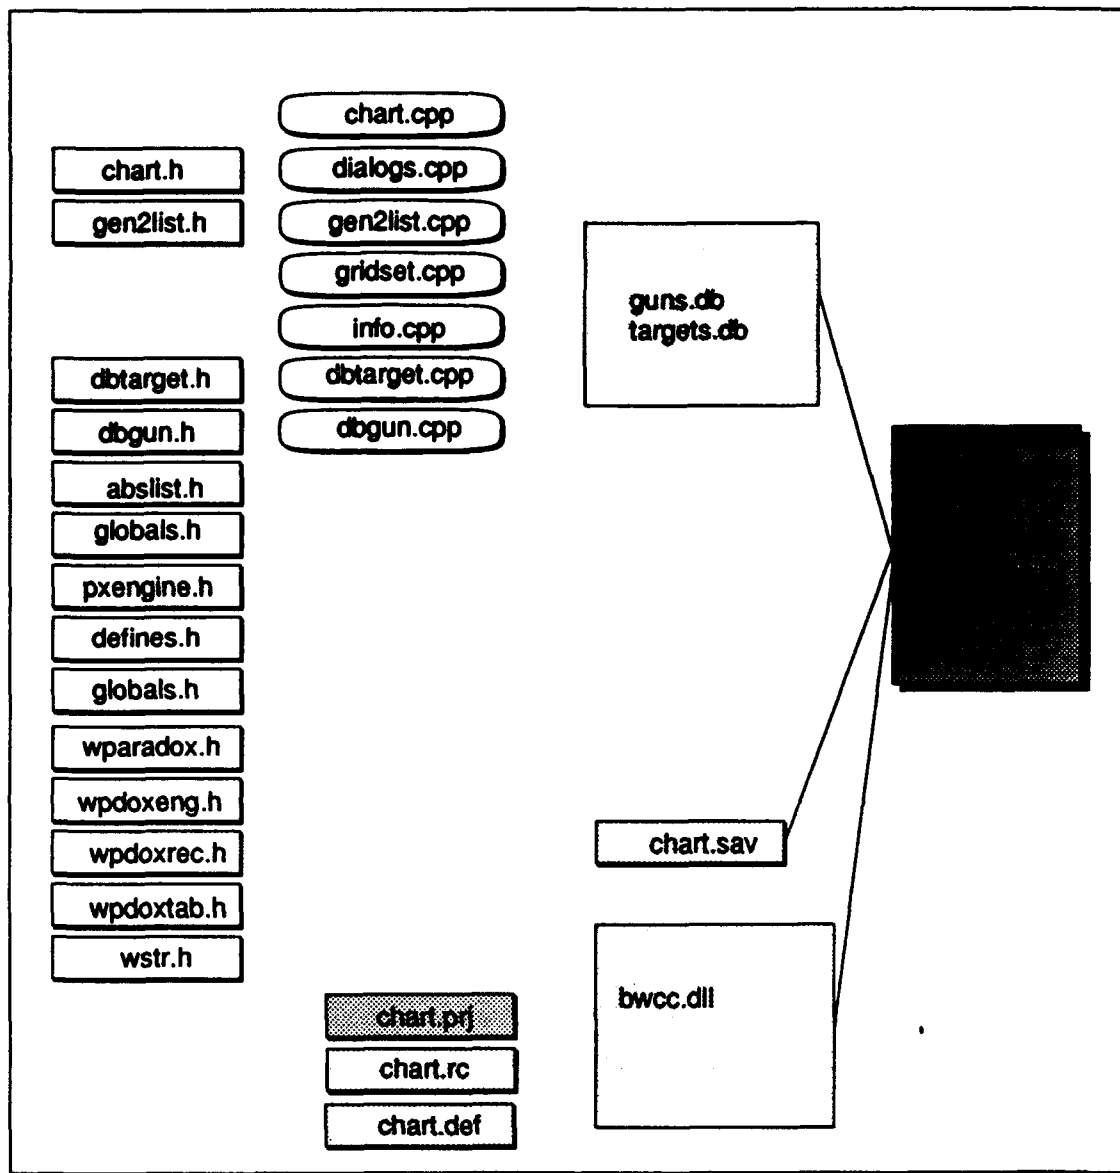 chart.h
gen2list.h
dbtarget.h
dbgun.h
abslist.h
globals.h
pxengine.h
defines.h
globals.h
wparadox.h
wpdoxeng.h
wpdoxrec.h
wpdoxtab.h
wstr.h
chart.cpp
dialogs.cpp
gen2list.cpp
gridset.cpp
info.cpp
dbtarget.cpp
dbgun.cpp
chart.prj
chart.rc
chart.def
guns.db
targets.db
chart.sav
bwcc.dll